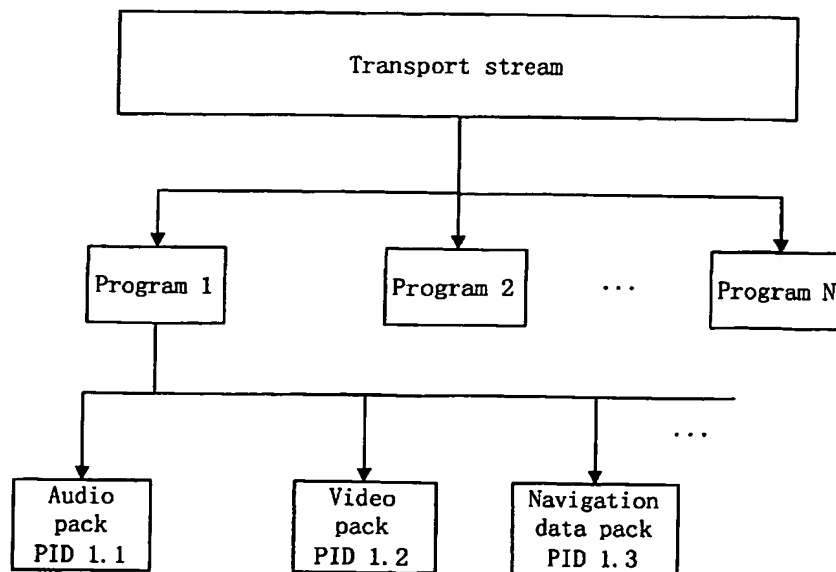 Transport stream
Program 1
Program 2
...
Program N
...
Audio
pack
PID 1.1
Video
pack
PID 1.2
Navigation
data pack
PID 1.3